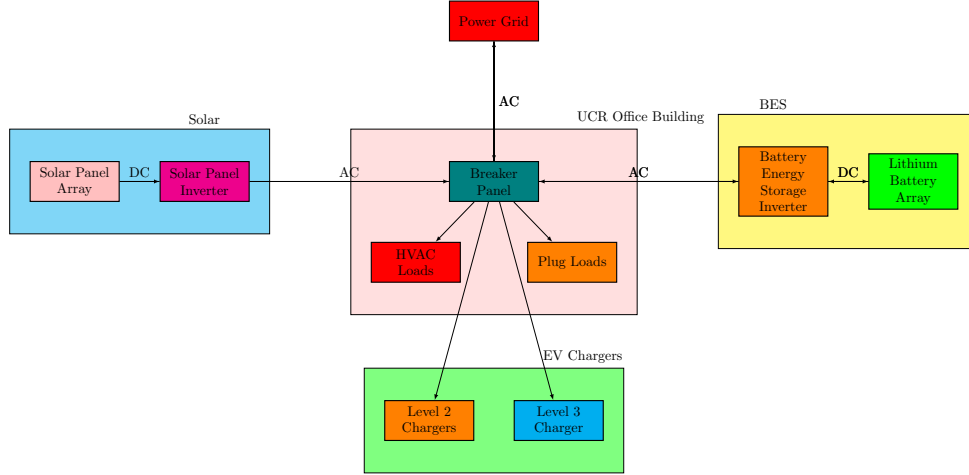 Power Grid
AC
Solar
UCR Office Building
BES
Solar Panel
Array
DC
Solar Panel
Inverter
AC
Breaker
Panel
AC
Battery
Energy
Storage
Inverter
DC
Lithium
Battery
Array
HVAC
Loads
Plug Loads
EV Chargers
Level 2
Chargers
Level 3
Charger